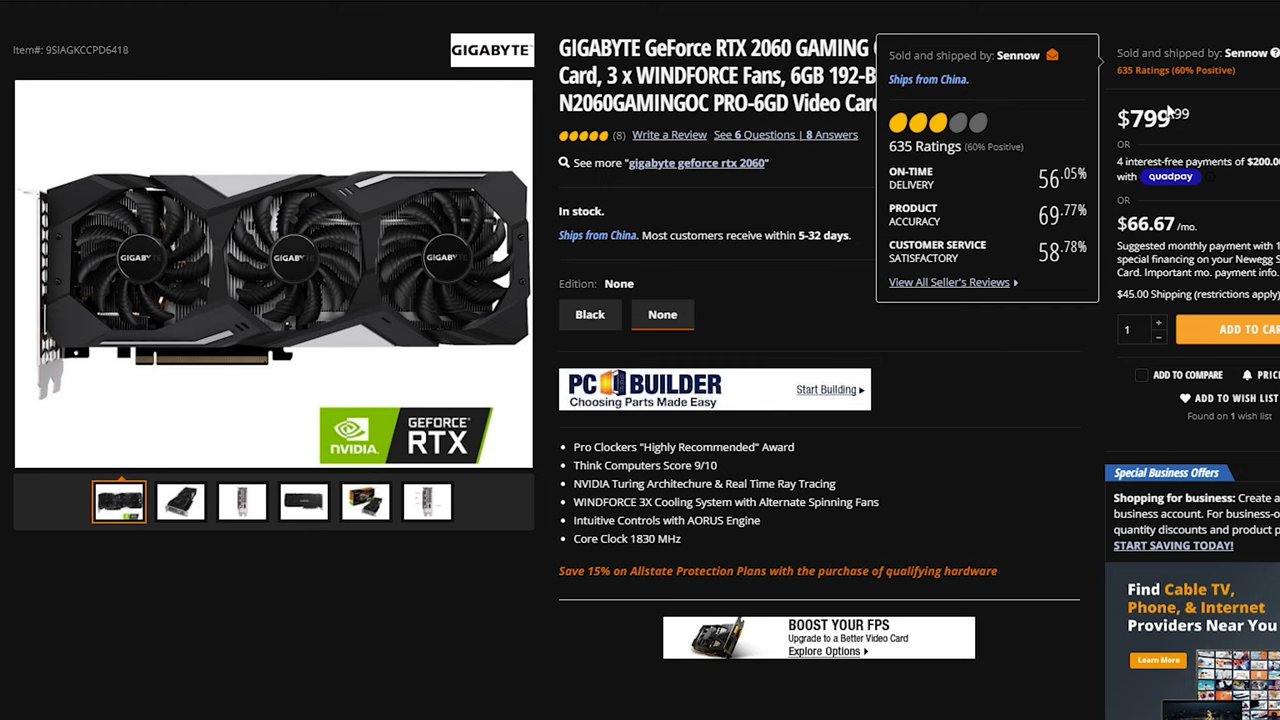 Item#: 9SIAGKCCPD6418
GIGABYTE™
GIGABYTE
GIGABYTE
GIGABYTE
NVIDIA.
GEFORCE
RTX
GIGABYTE GeForce RTX 2060 GAMING
Card, 3 x WINDFORCE Fans, 6GB 192-B
N2060GAMINGOC PRO-6GD Video Car
(8) Write a Review See 6 Questions | 8 Answers
See more "gigabyte geforce rtx 2060"
In stock.
Ships from China. Most customers receive within 5-32 days.
Edition: None
Black
None
PC BUILDER
Choosing Parts Made Easy
Start Building
• Pro Clockers "Highly Recommended" Award
• Think Computers Score 9/10
• NVIDIA Turing Architecture & Real Time Ray Tracing
• WINDFORCE 3X Cooling System with Alternate Spinning Fans
• Intuitive Controls with AORUS Engine
• Core Clock 1830 MHz
Save 15% on Allstate Protection Plans with the purchase of qualifying hardware
BOOST YOUR FPS
Upgrade to a Better Video Card
Explore Options
Sold and shipped by: Sennow
Ships from China.
635 Ratings (60% Positive)
ON-TIME
DELIVERY
56.05%
PRODUCT
ACCURACY
69.77%
CUSTOMER SERVICE
SATISFACTORY
58.78%
View All Seller's Reviews
Sold and shipped by: Sennow
635 Ratings (60% Positive)
$799.99
OR
4 interest-free payments of $200.0
with quadpay
OR
$66.67 /mo.
Suggested monthly payment with 1
special financing on your Newegg S
Card. Important mo. payment info.
$45.00 Shipping (restrictions apply)
1
+
−
ADD TO CAR
ADD TO COMPARE
PRIC
ADD TO WISH LIST
Found on 1 wish list
Special Business Offers
Shopping for business: Create a
business account. For business-o
quantity discounts and product p
START SAVING TODAY!
Find Cable TV,
Phone, & Internet
Providers Near You
Learn More